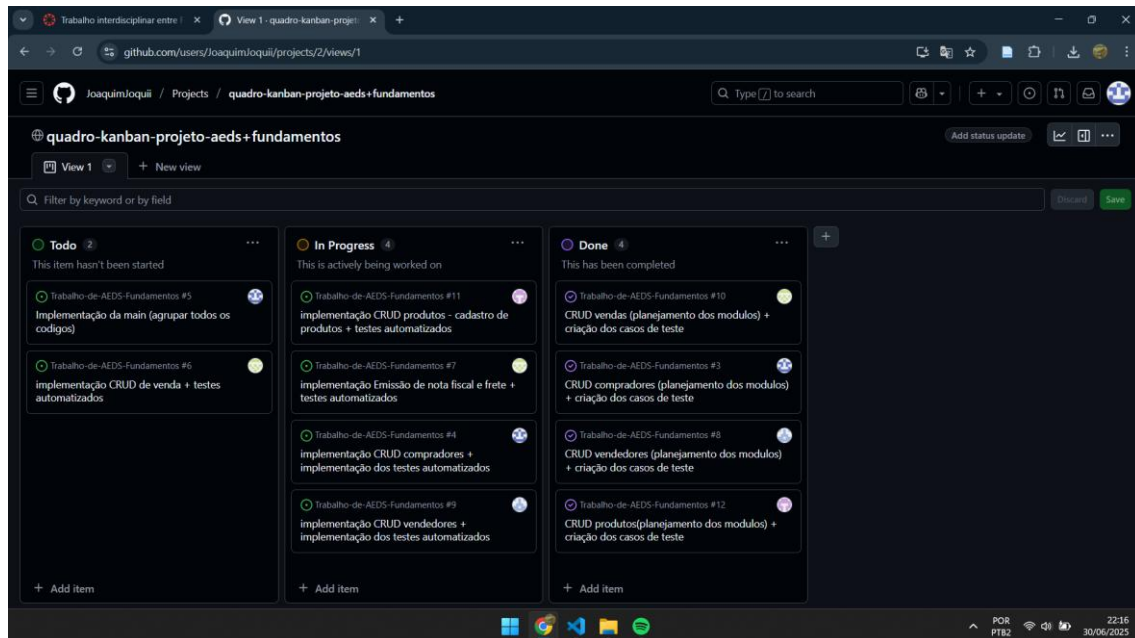 Trabalho interdisciplinar entre
View 1 · quadro-kanban-projet
github.com/users/JoaquimJoquii/projects/2/views/1
JoaquimJoquii / Projects / quadro-kanban-projeto-aeds+fundamentos
Type / to search
quadro-kanban-projeto-aeds+fundamentos
Add status update
View 1
+ New view
Filter by keyword or by field
Discard
Save
Todo 2
This item hasn't been started
Trabalho-de-AEDS-Fundamentos #5
Implementação da main (agrupar todos os
codigos)
Trabalho-de-AEDS-Fundamentos #6
implementação CRUD de venda + testes
automatizados
+ Add item
In Progress 4
This is actively being worked on
Trabalho-de-AEDS-Fundamentos #11
implementação CRUD produtos - cadastro de
produtos + testes automatizados
Trabalho-de-AEDS-Fundamentos #7
implementação Emissão de nota fiscal e frete +
testes automatizados
Trabalho-de-AEDS-Fundamentos #4
implementação CRUD compradores +
implementação dos testes automatizados
Trabalho-de-AEDS-Fundamentos #9
implementação CRUD vendedores +
implementação dos testes automatizados
+ Add item
Done 4
This has been completed
Trabalho-de-AEDS-Fundamentos #10
CRUD vendas (planejamento dos modulos) +
criação dos casos de teste
Trabalho-de-AEDS-Fundamentos #3
CRUD compradores (planejamento dos modulos)
+ criação dos casos de teste
Trabalho-de-AEDS-Fundamentos #8
CRUD vendedores (planejamento dos modulos)
+ criação dos casos de teste
Trabalho-de-AEDS-Fundamentos #12
CRUD produtos(planejamento dos modulos) +
criação dos casos de teste
+ Add item
POR
PTB2
22:16
30/06/2025